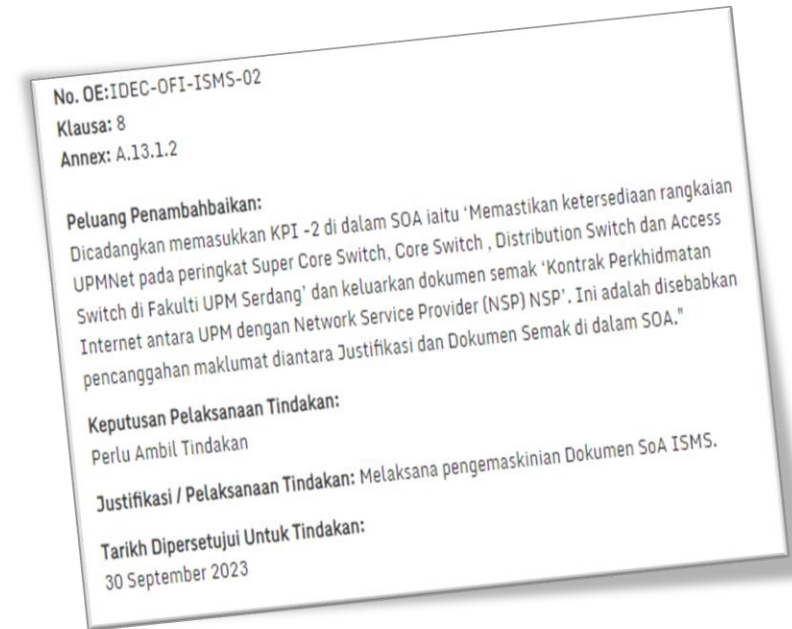 No. OE:IDEC-OFI-ISMS-02
Klausa: 8
Annex: A.13.1.2
Peluang Penambahbaikan:
Dicadangkan memasukkan KPI -2 di dalam SOA iaitu ‘Memastikan ketersediaan rangkaian
UPMNet pada peringkat Super Core Switch, Core Switch , Distribution Switch dan Access
Switch di Fakulti UPM Serdang’ dan keluarkan dokumen semak ‘Kontrak Perkhidmatan
Internet antara UPM dengan Network Service Provider (NSP) NSP’. Ini adalah disebabkan
pencanggahan maklumat diantara Justifikasi dan Dokumen Semak di dalam SOA."
Keputusan Pelaksanaan Tindakan:
Perlu Ambil Tindakan
Justifikasi / Pelaksanaan Tindakan: Melaksana pengemaskinian Dokumen SoA ISMS.
Tarikh Dipersetujui Untuk Tindakan:
30 September 2023